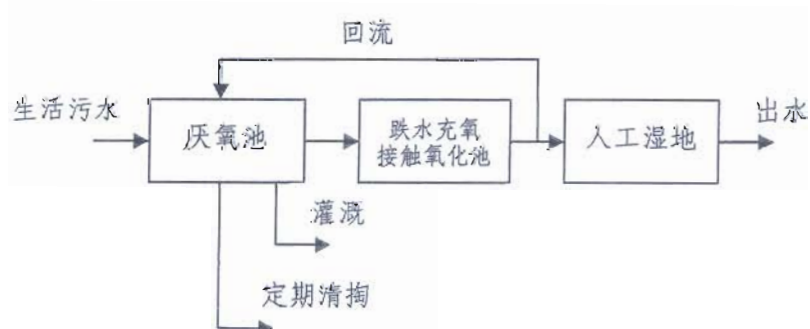 回流
生活污水
厌氧池
跌水充氧
接触氧化池
人工湿地
出水
灌溉
定期清掏